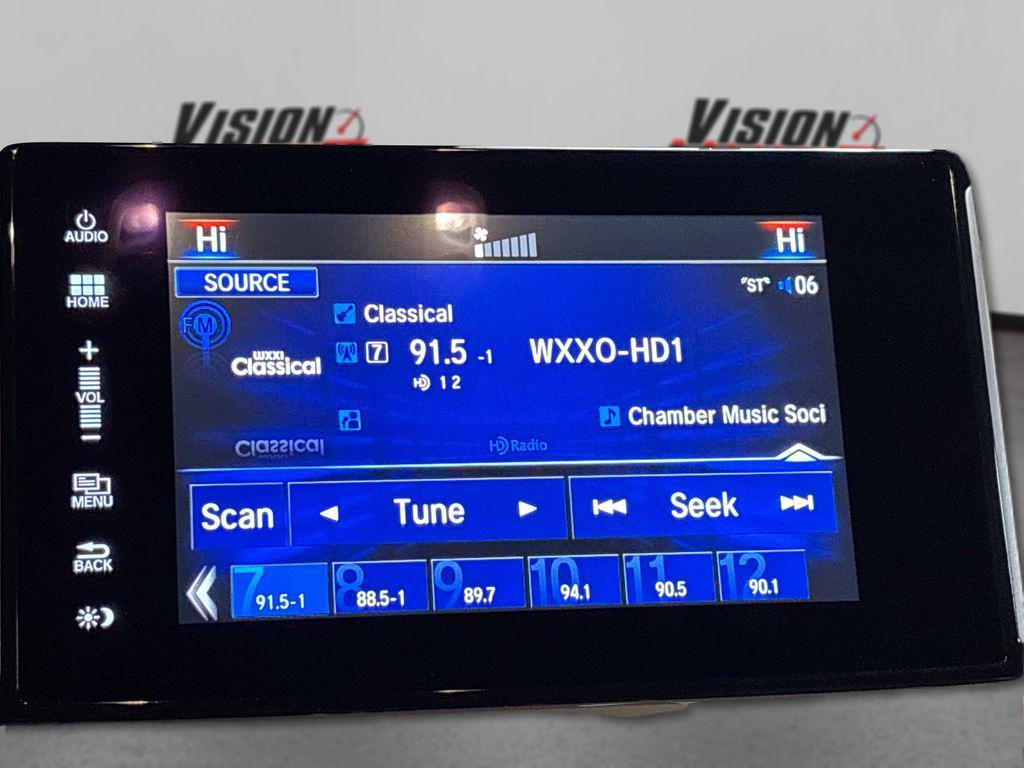 VISION VISION
AUDIO
HOME
+
VOL
−
MENU
BACK
Hi Hi
SOURCE "ST" 06
FM
Classical
WXXI
Classical
7 91.5 -1 WXXO-HD1
HD 1 2
Chamber Music Soci
HD Radio
Scan Tune Seek
7 91.5-1 8 88.5-1 9 89.7 10 94.1 11 90.5 12 90.1